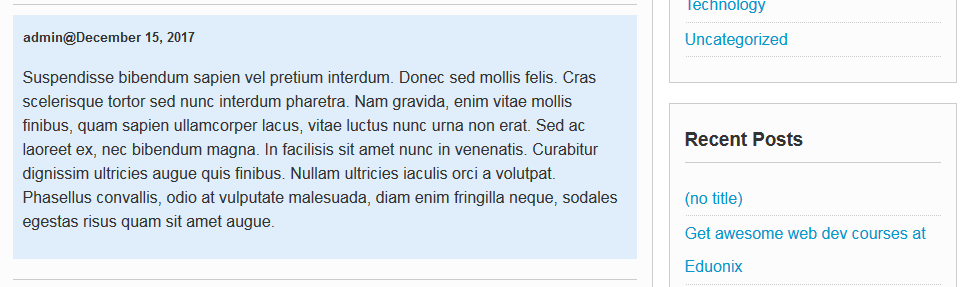 admin@December 15, 2017
Suspendisse bibendum sapien vel pretium interdum. Donec sed mollis felis. Cras
scelerisque tortor sed nunc interdum pharetra. Nam gravida, enim vitae mollis
finibus, quam sapien ullamcorper lacus, vitae luctus nunc urna non erat. Sed ac
laoreet ex, nec bibendum magna. In facilisis sit amet nunc in venenatis. Curabitur
dignissim ultricies augue quis finibus. Nullam ultricies iaculis orci a volutpat.
Phasellus convallis, odio at vulputate malesuada, diam enim fringilla neque, sodales
egestas risus quam sit amet augue.
Technology
Uncategorized
Recent Posts
(no title)
Get awesome web dev courses at
Eduonix